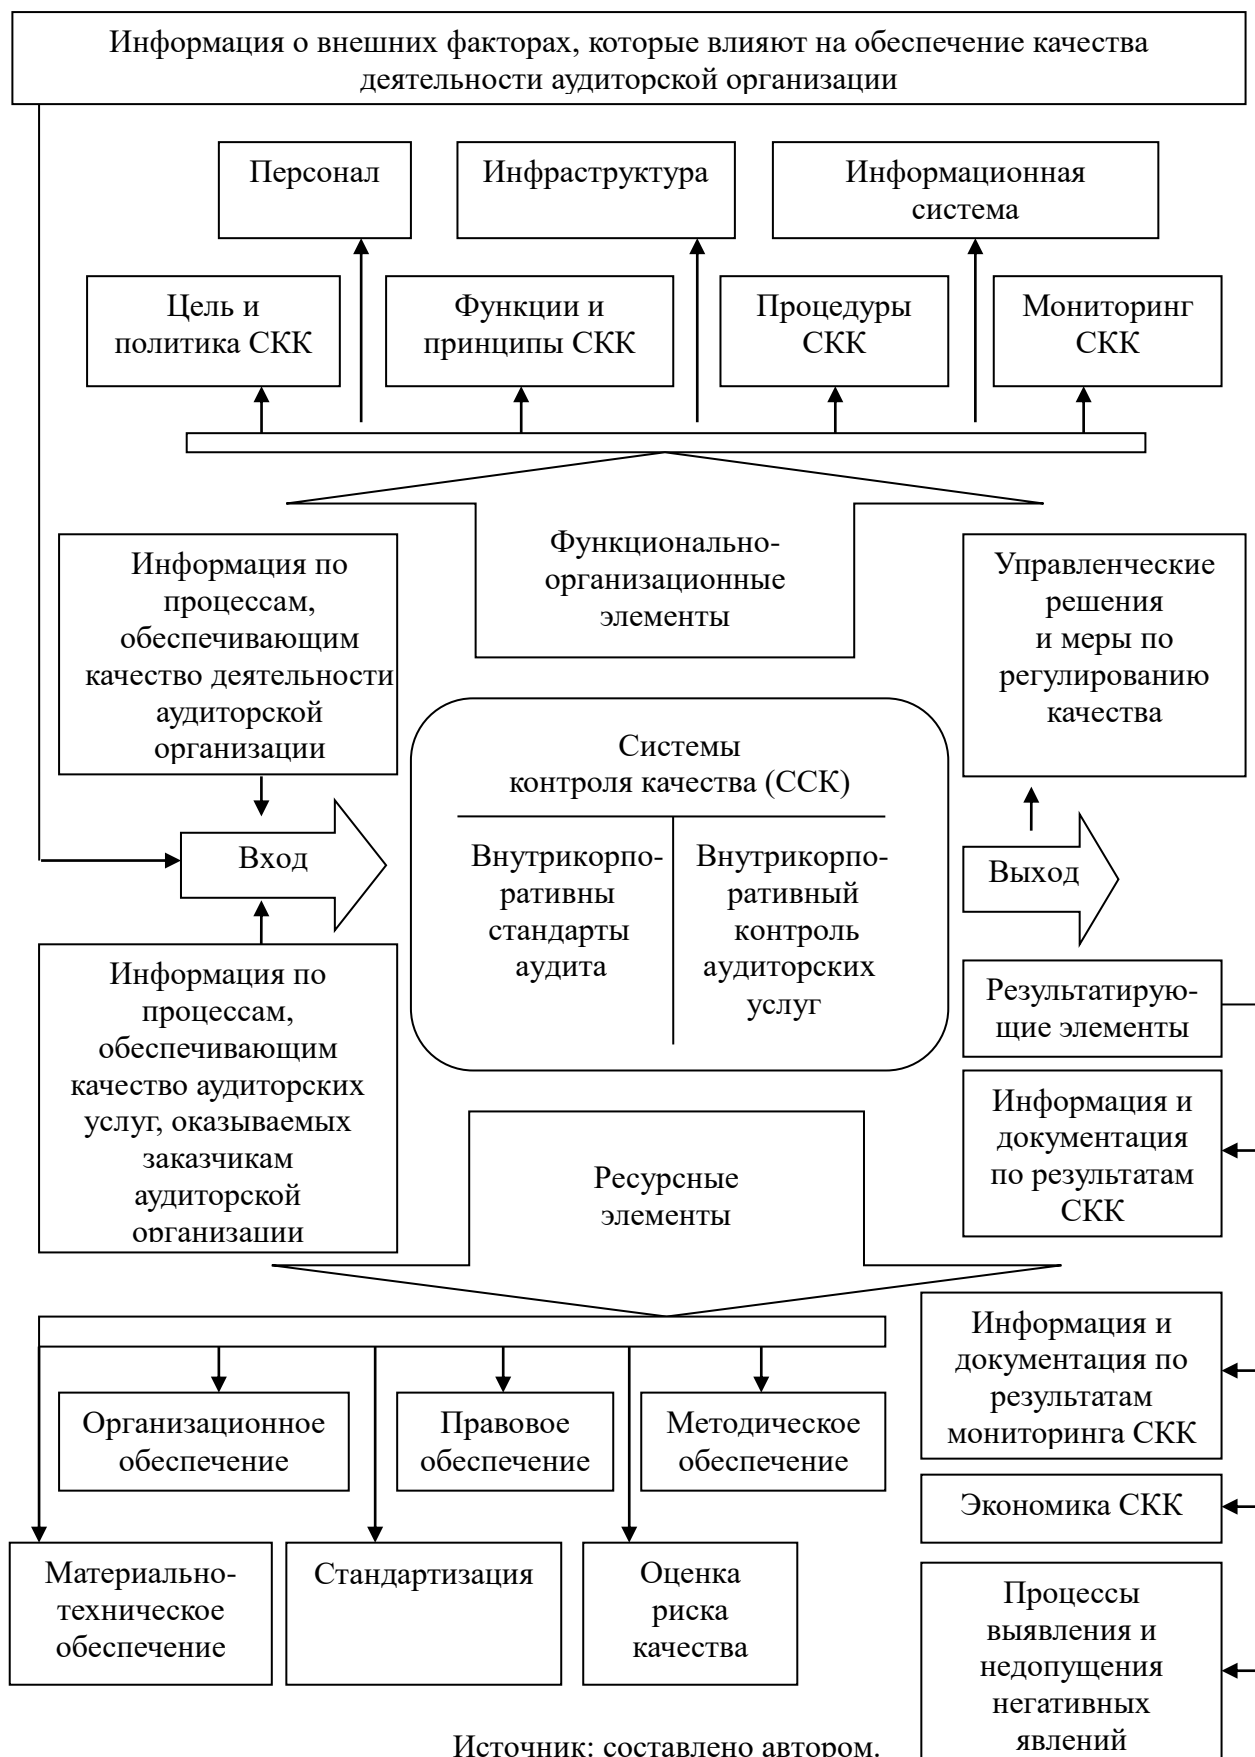 Информация о внешних факторах, которые влияют на обеспечение качества
деятельности аудиторской организации
Персонал
Инфраструктура
Информационная
система
Цель и
политика СКК
Функции и
принципы СКК
Процедуры
СКК
Мониторинг
СКК
Функционально-
организационные
элементы
Информация по
процессам,
обеспечивающим
качество деятельности
аудиторской
организации
Управленческие
решения
и меры по
регулированию
качества
Системы
контроля качества (ССК)
Внутрикорпо-
ративны
стандарты
аудита
Внутрикорпо-
ративный
контроль
аудиторских
услуг
Вход
Выход
Информация по
процессам,
обеспечивающим
качество аудиторских
услуг, оказываемых
заказчикам
аудиторской
организации
Результатирую-
щие элементы
Информация и
документация
по результатам
СКК
Ресурсные
элементы
Информация и
документация по
результатам
мониторинга СКК
Организационное
обеспечение
Правовое
обеспечение
Методическое
обеспечение
Экономика СКК
Материально-
техническое
обеспечение
Стандартизация
Оценка
риска
качества
Процессы
выявления и
недопущения
негативных
явлений
Источник: составлено автором.